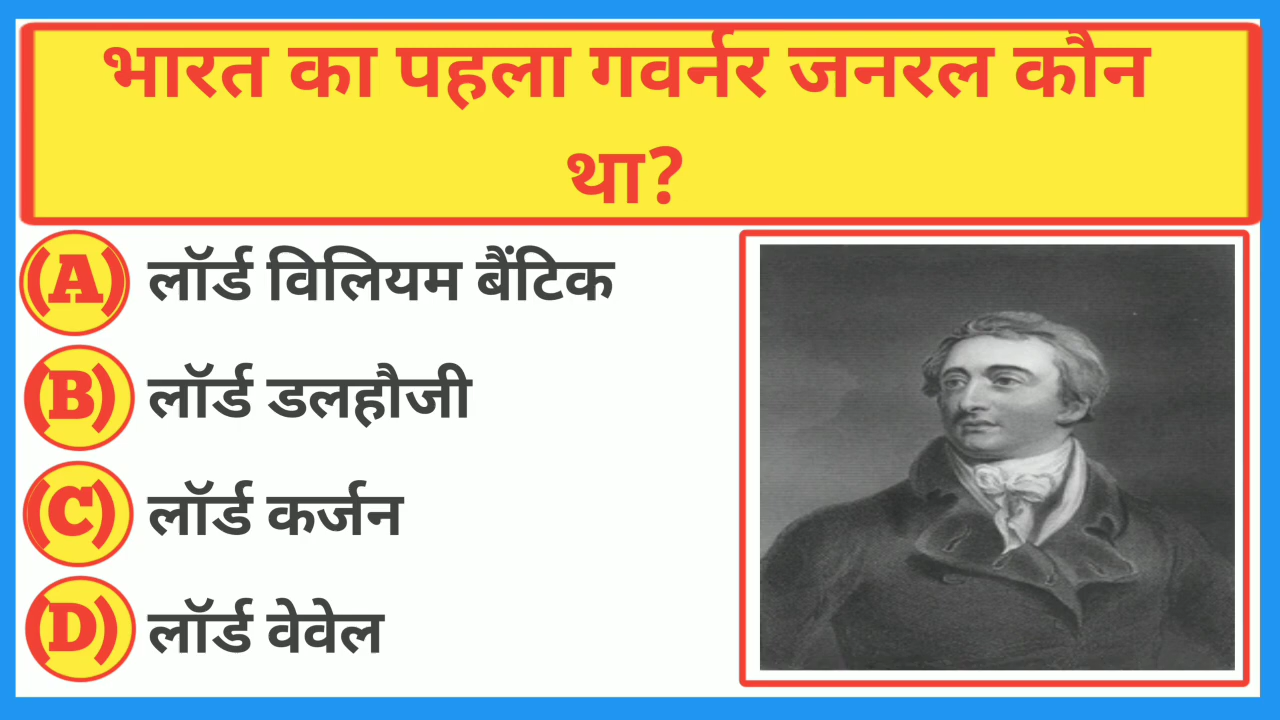 भारत का पहला गवर्नर जनरल कौन
था?
(A) लॉर्ड विलियम बैंटिक
(B) लॉर्ड डलहौजी
(C) लॉर्ड कर्जन
(D) लॉर्ड वेवेल